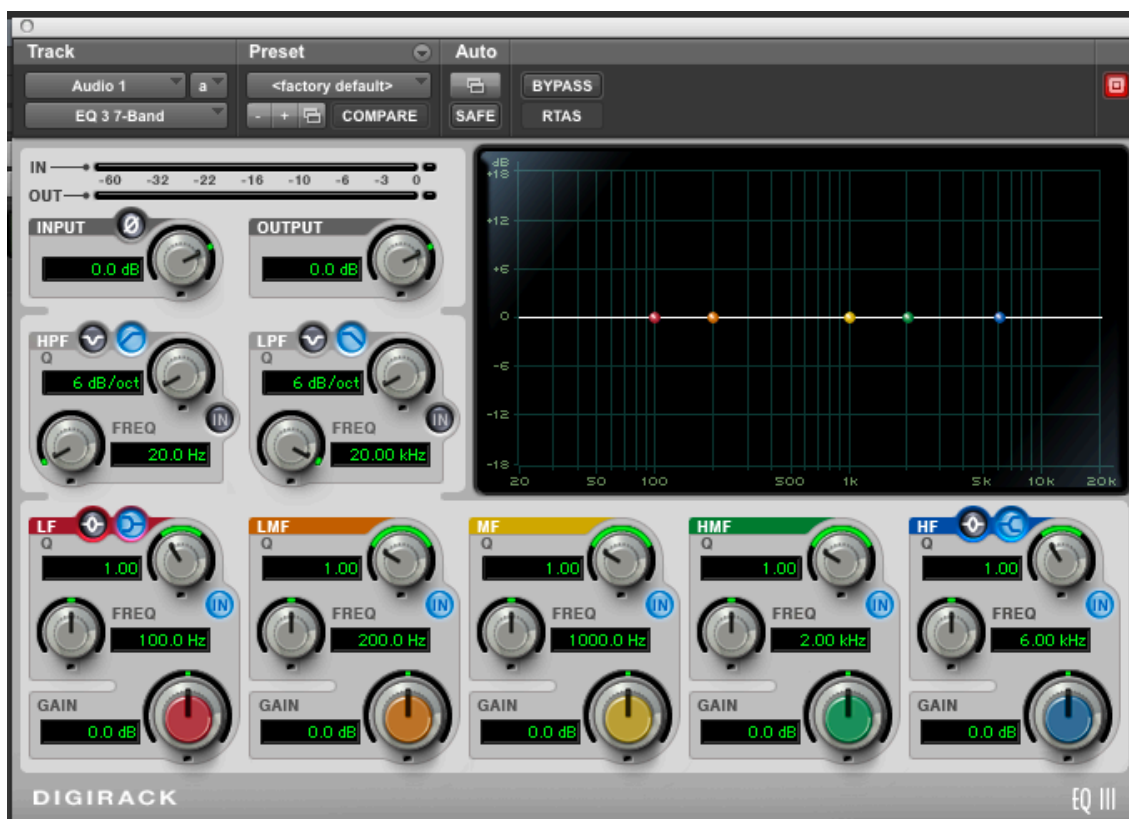 Track Preset Auto
Audio 1 a <factory default>
BYPASS
EQ 3 7-Band - + COMPARE SAFE RTAS
IN
-60 -32 -22 -16 -10 -6 -3 0
OUT
INPUT Ø OUTPUT
0.0 dB 0.0 dB
HPF LPF
Q Q
6 dB/oct 6 dB/oct
IN IN
FREQ FREQ
20.0 Hz 20.00 kHz
dB
+18
+12
+6
0
-6
-12
-18
20 50 100 500 1k 5k 10k 20k
LF LMF MF HMF HF
Q Q Q Q Q
1.00 1.00 1.00 1.00 1.00
IN IN IN IN IN
FREQ FREQ FREQ FREQ FREQ
100.0 Hz 200.0 Hz 1000.0 Hz 2.00 kHz 6.00 kHz
GAIN GAIN GAIN GAIN GAIN
0.0 dB 0.0 dB 0.0 dB 0.0 dB 0.0 dB
DIGIRACK EQ III